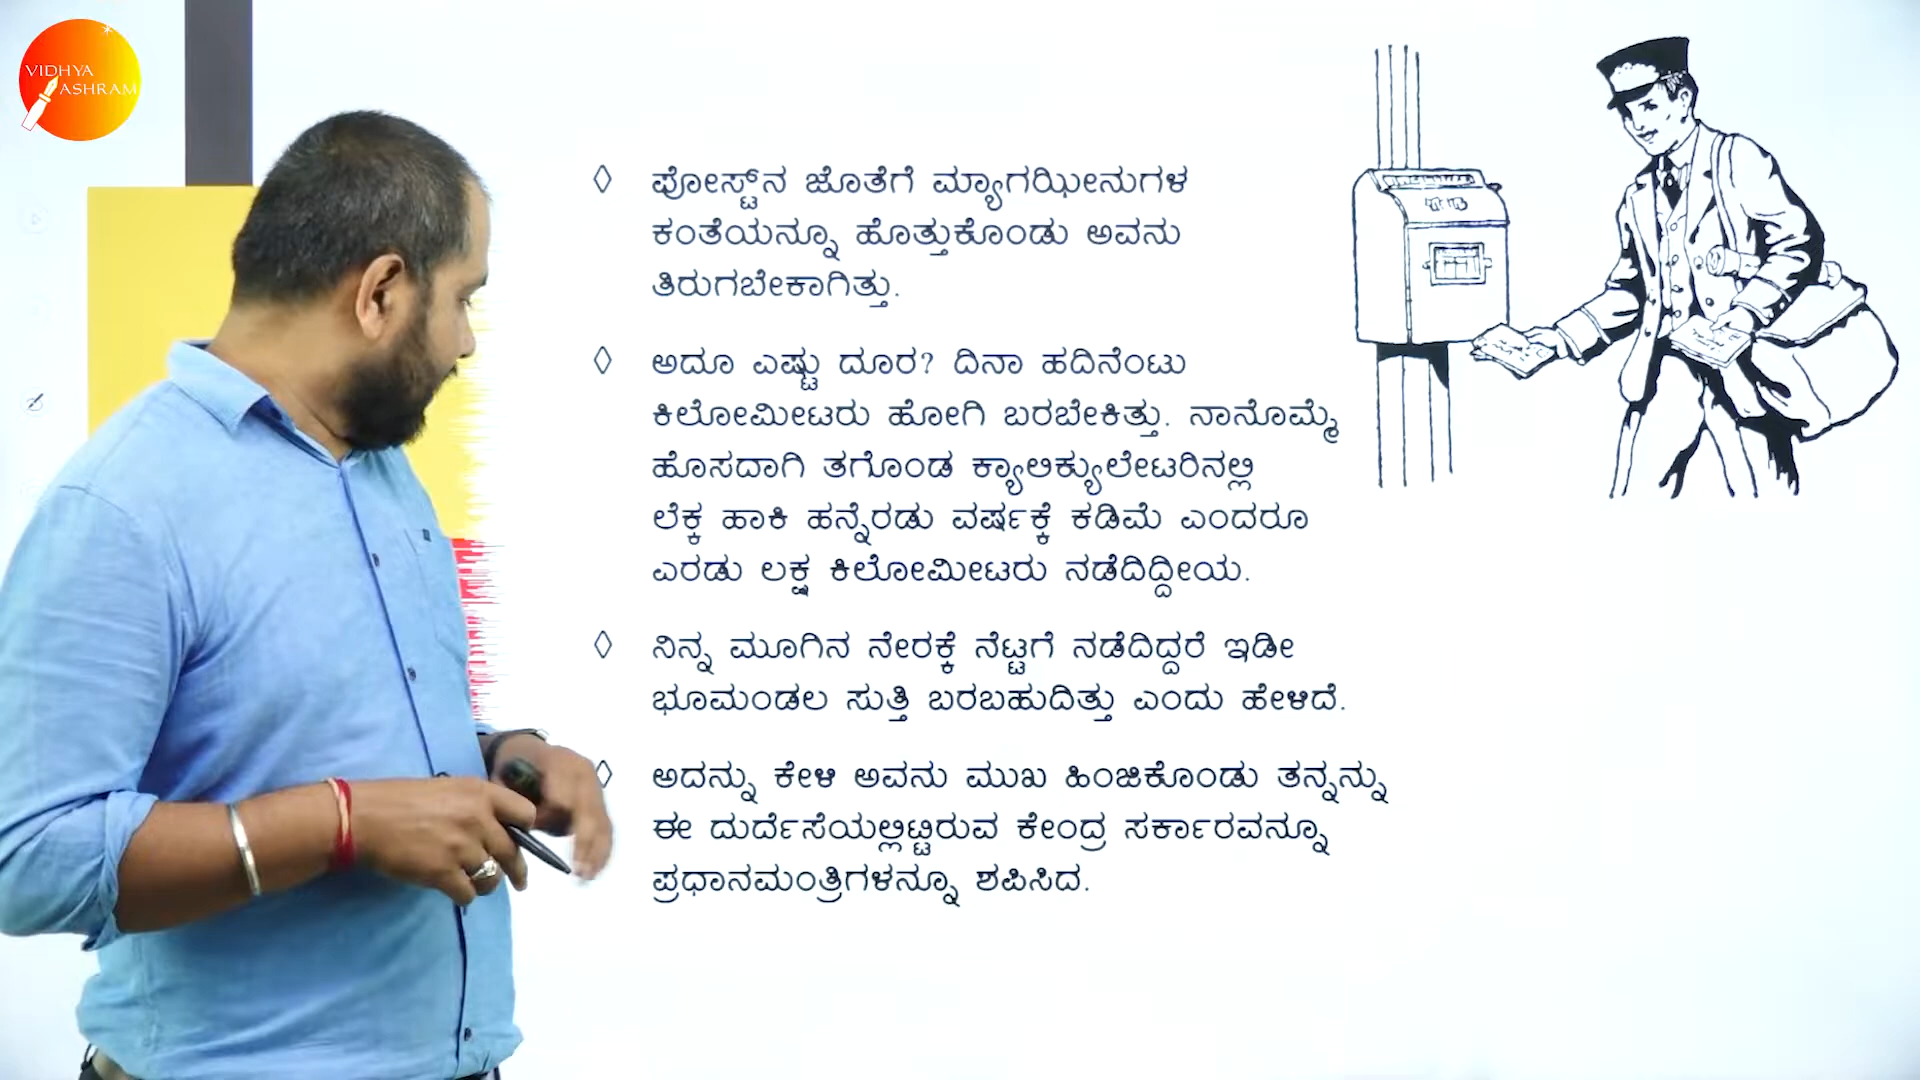 VIDHYA
ASHRAM
◊ ಪೋಸ್ಟ್‌ನ ಜೊತೆಗೆ ಮ್ಯಾಗಝೀನುಗಳ
ಕಂತೆಯನ್ನೂ ಹೊತ್ತುಕೊಂಡು ಅವನು
ತಿರುಗಬೇಕಾಗಿತ್ತು.
◊ ಅದೂ ಎಷ್ಟು ದೂರ? ದಿನಾ ಹದಿನೆಂಟು
ಕಿಲೋಮೀಟರು ಹೋಗಿ ಬರಬೇಕಿತ್ತು. ನಾನೊಮ್ಮೆ
ಹೊಸದಾಗಿ ತಗೊಂಡ ಕ್ಯಾಲಿಕ್ಯುಲೇಟರಿನಲ್ಲಿ
ಲೆಕ್ಕ ಹಾಕಿ ಹನ್ನೆರಡು ವರ್ಷಕ್ಕೆ ಕಡಿಮೆ ಎಂದರೂ
ಎರಡು ಲಕ್ಷ ಕಿಲೋಮೀಟರು ನಡೆದಿದ್ದೀಯ.
◊ ನಿನ್ನ ಮೂಗಿನ ನೇರಕ್ಕೆ ನೆಟ್ಟಗೆ ನಡೆದಿದ್ದರೆ ಇಡೀ
ಭೂಮಂಡಲ ಸುತ್ತಿ ಬರಬಹುದಿತ್ತು ಎಂದು ಹೇಳಿದೆ.
◊ ಅದನ್ನು ಕೇಳಿ ಅವನು ಮುಖ ಹಿಂಜಿಕೊಂಡು ತನ್ನನ್ನು
ಈ ದುರ್ದೆಸೆಯಲ್ಲಿಟ್ಟಿರುವ ಕೇಂದ್ರ ಸರ್ಕಾರವನ್ನೂ
ಪ್ರಧಾನಮಂತ್ರಿಗಳನ್ನೂ ಶಪಿಸಿದ.